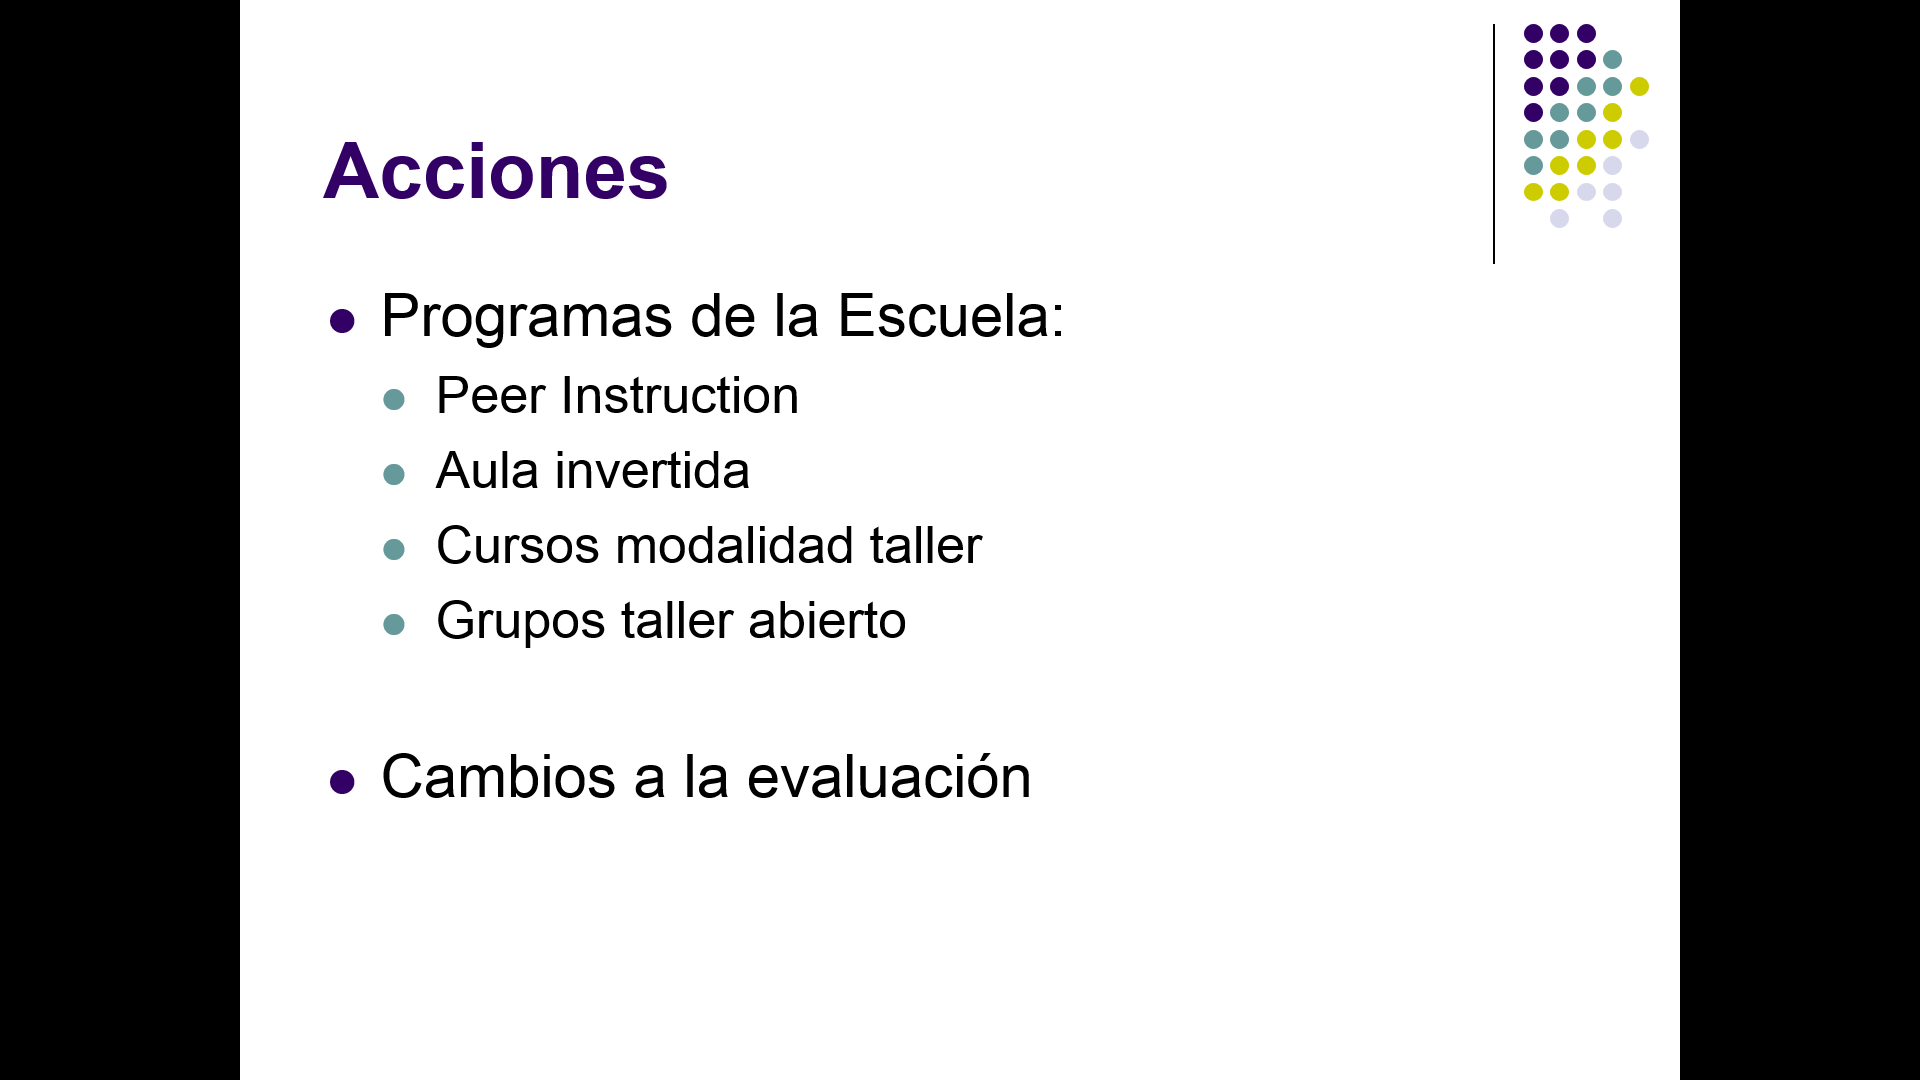 Acciones
Programas de la Escuela:
Peer Instruction
Aula invertida
Cursos modalidad taller
Grupos taller abierto
Cambios a la evaluación